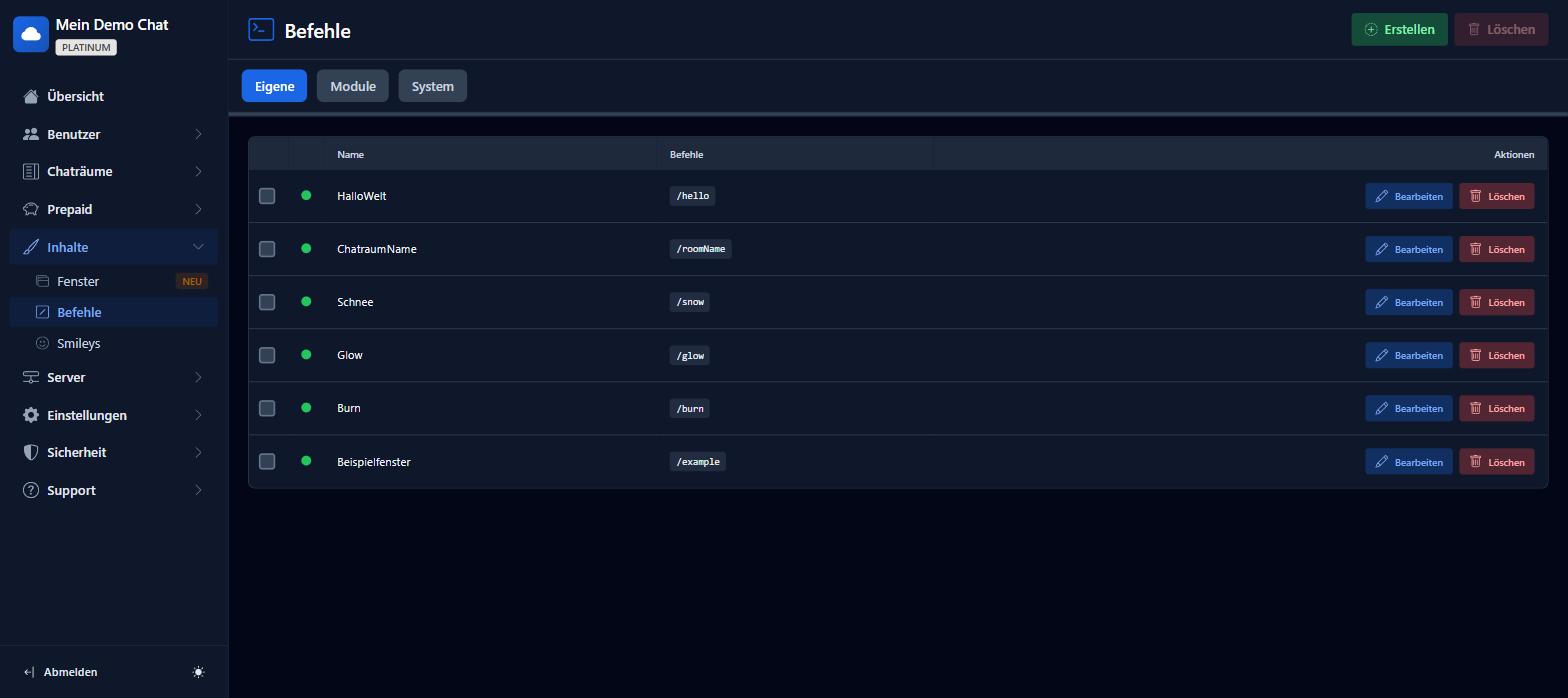 Mein Demo Chat
PLATINUM
Übersicht
Benutzer
Chaträume
Prepaid
Inhalte
Fenster NEU
Befehle
Smileys
Server
Einstellungen
Sicherheit
Support
Abmelden
Befehle
Erstellen Löschen
Eigene Module System
Name Befehle Aktionen
HalloWelt /hello Bearbeiten Löschen
ChatraumName /roomName Bearbeiten Löschen
Schnee /snow Bearbeiten Löschen
Glow /glow Bearbeiten Löschen
Burn /burn Bearbeiten Löschen
Beispielfenster /example Bearbeiten Löschen